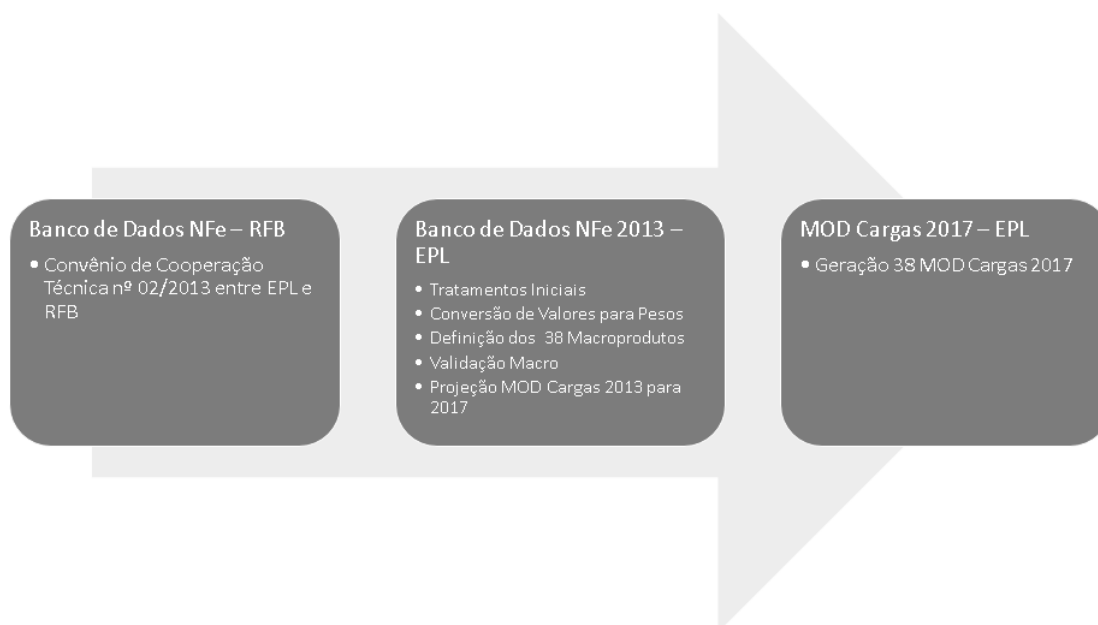 Banco de Dados NFe – RFB
• Convênio de Cooperação
Técnica nº 02/2013 entre EPL e
RFB
Banco de Dados NFe 2013 –
EPL
• Tratamentos Iniciais
• Conversão de Valores para Pesos
• Definição dos 38 Macroprodutos
• Validação Macro
• Projeção MOD Cargas 2013 para
2017
MOD Cargas 2017 – EPL
• Geração 38 MOD Cargas 2017